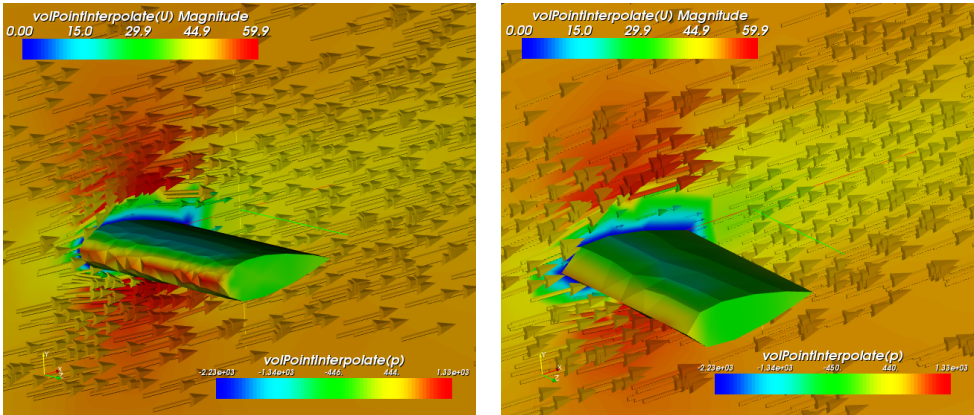 volPointInterpolate(U) Magnitude
0.00 15.0 29.9 44.9 59.9
volPointInterpolate(p)
-2.23e+03 -1.34e+03 -446. 444. 1.33e+03
volPointInterpolate(U) Magnitude
0.00 15.0 29.9 44.9 59.9
volPointInterpolate(p)
-2.23e+03 -1.34e+03 -450. 440. 1.33e+03